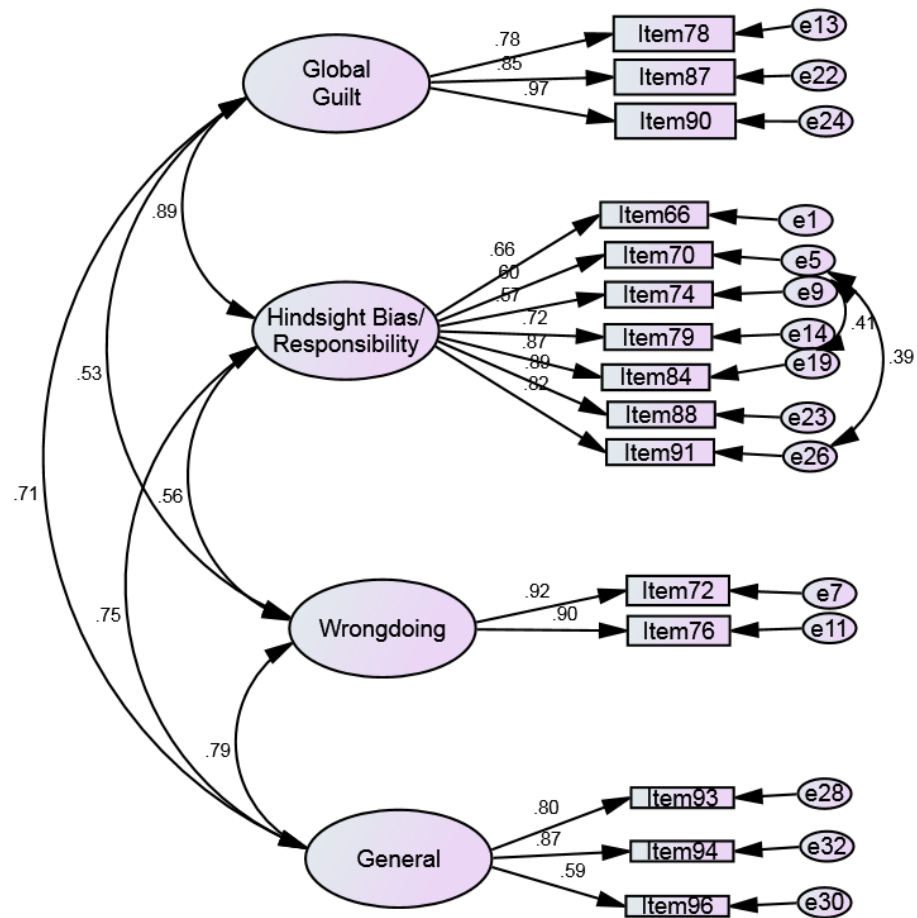 Global
Guilt
.78
.85
.97
Item78
Item87
Item90
e13
e22
e24
.89
Hindsight Bias/
Responsibility
.66
.60
.57
.72
.87
.89
.82
Item66
Item70
Item74
Item79
Item84
Item88
Item91
e1
e5
e9
e14
e19
e23
e26
.41
.39
.53
.71
.56
.75
Wrongdoing
.92
.90
Item72
Item76
e7
e11
.79
General
.80
.87
.59
Item93
Item94
Item96
e28
e32
e30